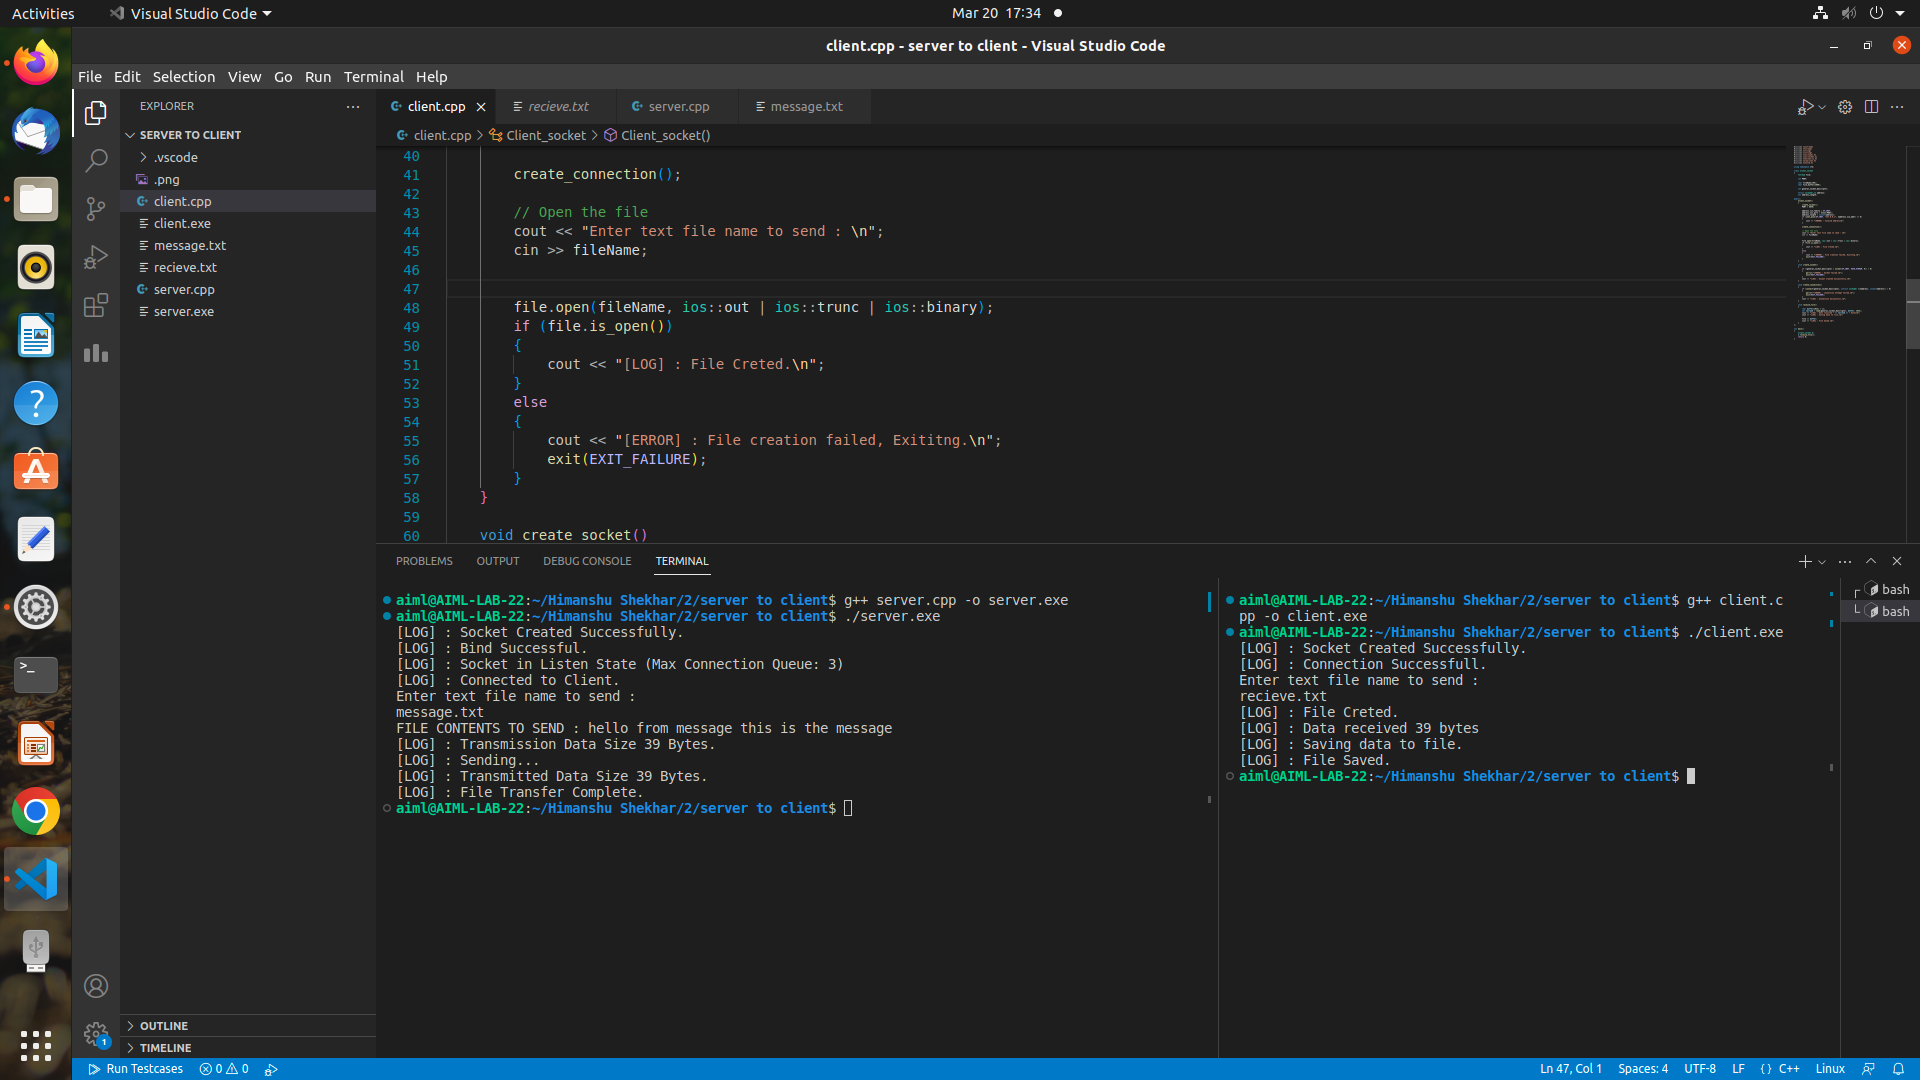 Activities
Visual Studio Code
Mar 20 17:34
client.cpp - server to client - Visual Studio Code
File Edit Selection View Go Run Terminal Help
EXPLORER
SERVER TO CLIENT
.vscode
.png
client.cpp
client.exe
message.txt
recieve.txt
server.cpp
server.exe
OUTLINE
TIMELINE
client.cpp
recieve.txt
server.cpp
message.txt
client.cpp > Client_socket > Client_socket()
40
41 create_connection();
42
43 // Open the file
44 cout << "Enter text file name to send : \n";
45 cin >> fileName;
46
47
48 file.open(fileName, ios::out | ios::trunc | ios::binary);
49 if (file.is_open())
50 {
51 cout << "[LOG] : File Creted.\n";
52 }
53 else
54 {
55 cout << "[ERROR] : File creation failed, Exititng.\n";
56 exit(EXIT_FAILURE);
57 }
58 }
59
60 void create_socket()
PROBLEMS OUTPUT DEBUG CONSOLE TERMINAL
aiml@AIML-LAB-22:~/Himanshu Shekhar/2/server to client$ g++ server.cpp -o server.exe
aiml@AIML-LAB-22:~/Himanshu Shekhar/2/server to client$ ./server.exe
[LOG] : Socket Created Successfully.
[LOG] : Bind Successful.
[LOG] : Socket in Listen State (Max Connection Queue: 3)
[LOG] : Connected to Client.
Enter text file name to send :
message.txt
FILE CONTENTS TO SEND : hello from message this is the message
[LOG] : Transmission Data Size 39 Bytes.
[LOG] : Sending...
[LOG] : Transmitted Data Size 39 Bytes.
[LOG] : File Transfer Complete.
aiml@AIML-LAB-22:~/Himanshu Shekhar/2/server to client$
aiml@AIML-LAB-22:~/Himanshu Shekhar/2/server to client$ g++ client.c
pp -o client.exe
aiml@AIML-LAB-22:~/Himanshu Shekhar/2/server to client$ ./client.exe
[LOG] : Socket Created Successfully.
[LOG] : Connection Successfull.
Enter text file name to send :
recieve.txt
[LOG] : File Creted.
[LOG] : Data received 39 bytes
[LOG] : Saving data to file.
[LOG] : File Saved.
aiml@AIML-LAB-22:~/Himanshu Shekhar/2/server to client$
bash
bash
1
Run Testcases 0 0
Ln 47, Col 1 Spaces: 4 UTF-8 LF {} C++ Linux